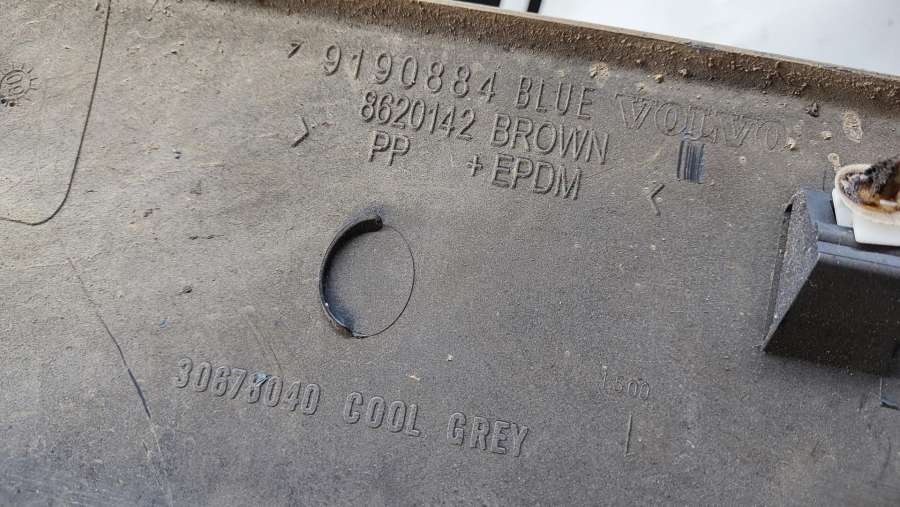 9190884 BLUE VOLVO
8620142 BROWN
> PP + EPDM <
30678040 COOL GREY